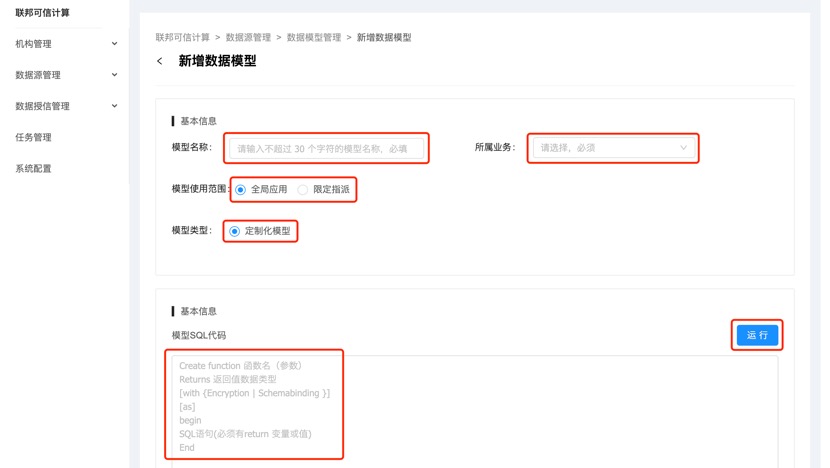 联邦可信计算
机构管理
数据源管理
数据授信管理
任务管理
系统配置
联邦可信计算 > 数据源管理 > 数据模型管理 > 新增数据模型
< 新增数据模型
基本信息
模型名称： 请输入不超过 30 个字符的模型名称，必填 所属业务： 请选择，必须
模型使用范围： 全局应用 限定指派
模型类型： 定制化模型
基本信息
模型SQL代码 运 行
Create function 函数名（参数）
Returns 返回值数据类型
[with {Encryption | Schemabinding }]
[as]
begin
SQL语句(必须有return 变量或值)
End